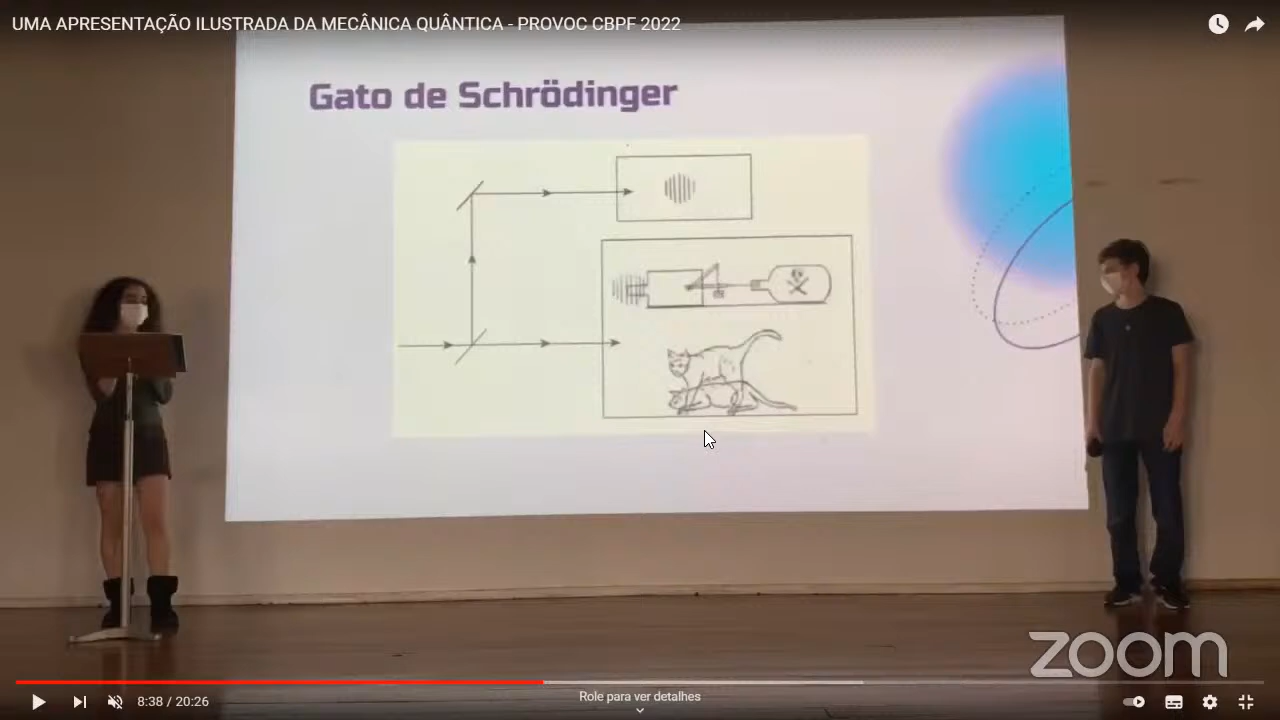 UMA APRESENTAÇÃO ILUSTRADA DA MECÂNICA QUÂNTICA - PROVOC CBPF 2022
Gato de Schrödinger
zoom
8:38 / 20:26
Role para ver detalhes